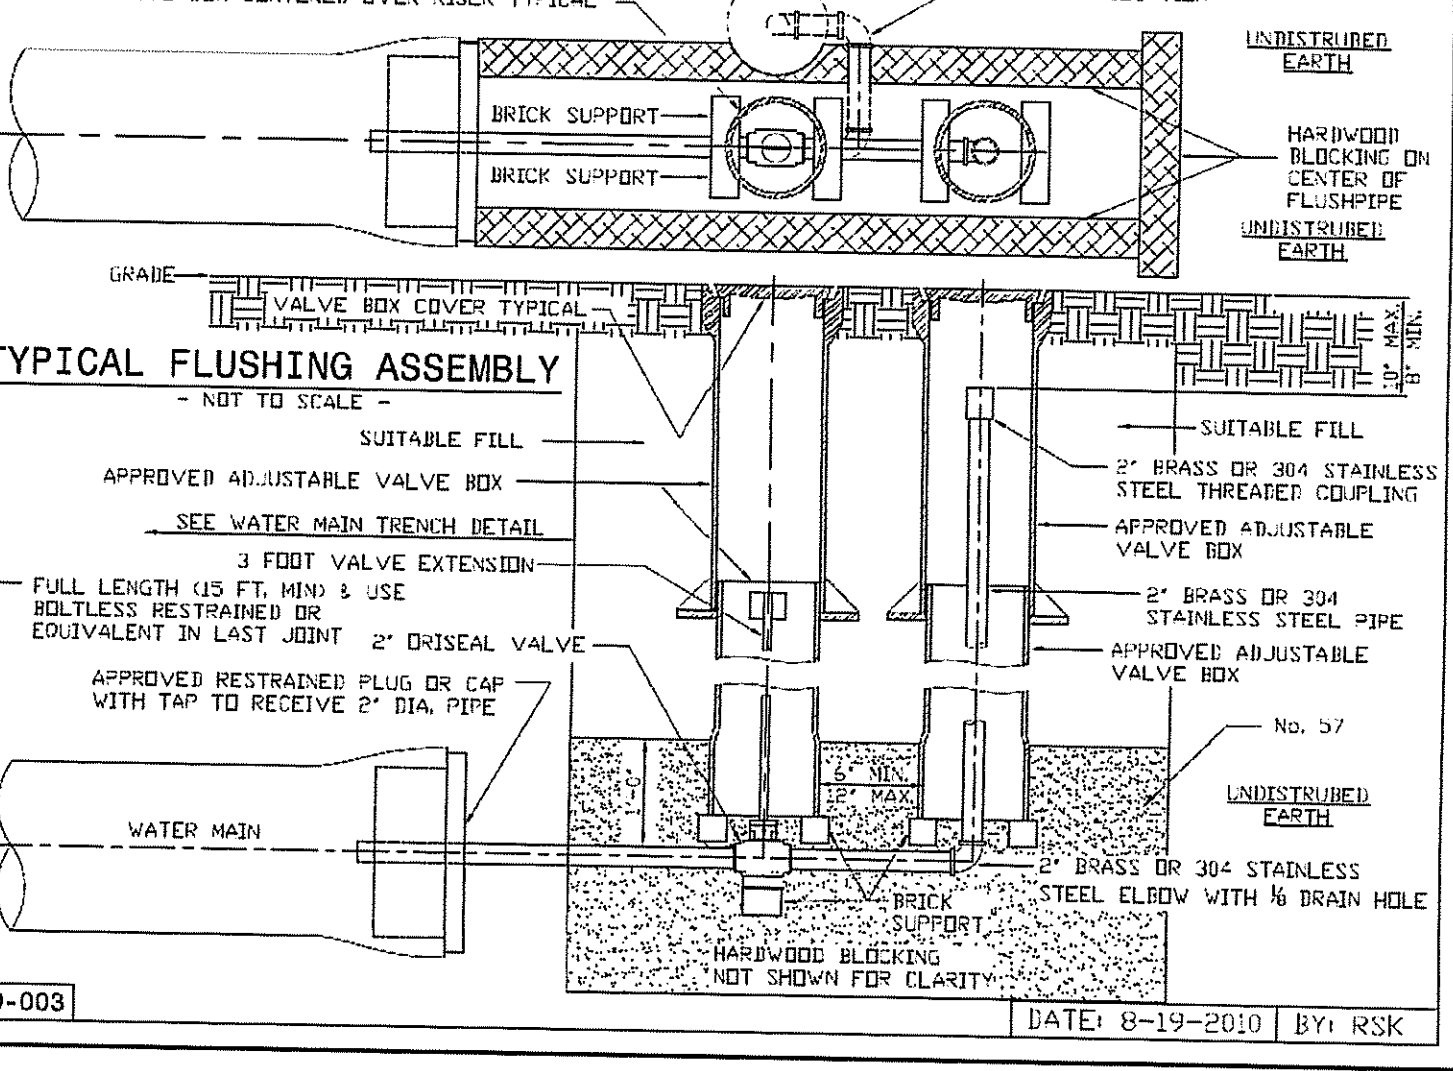 CENTERED OVER RISER TYPICAL
UNDISTRUBED
EARTH
BRICK SUPPORT
BRICK SUPPORT
HARDWOOD
BLOCKING ON
CENTER OF
FLUSHPIPE
UNDISTRUBED
EARTH
GRADE
VALVE BOX COVER TYPICAL
10" MAX.
8" MIN.
TYPICAL FLUSHING ASSEMBLY
- NOT TO SCALE -
SUITABLE FILL
SUITABLE FILL
APPROVED ADJUSTABLE VALVE BOX
2" BRASS OR 304 STAINLESS
STEEL THREADED COUPLING
SEE WATER MAIN TRENCH DETAIL
APPROVED ADJUSTABLE
VALVE BOX
3 FOOT VALVE EXTENSION
FULL LENGTH (15 FT. MIN) & USE
BOLTLESS RESTRAINED OR
EQUIVALENT IN LAST JOINT
2" BRASS OR 304
STAINLESS STEEL PIPE
2" ORISEAL VALVE
APPROVED ADJUSTABLE
VALVE BOX
APPROVED RESTRAINED PLUG OR CAP
WITH TAP TO RECEIVE 2" DIA. PIPE
No. 57
1'-0"
6" MIN.
12" MAX.
UNDISTRUBED
EARTH
WATER MAIN
2" BRASS OR 304 STAINLESS
STEEL ELBOW WITH ⅛ DRAIN HOLE
BRICK
SUPPORT
HARDWOOD BLOCKING
NOT SHOWN FOR CLARITY
-003
DATE: 8-19-2010
BY: RSK